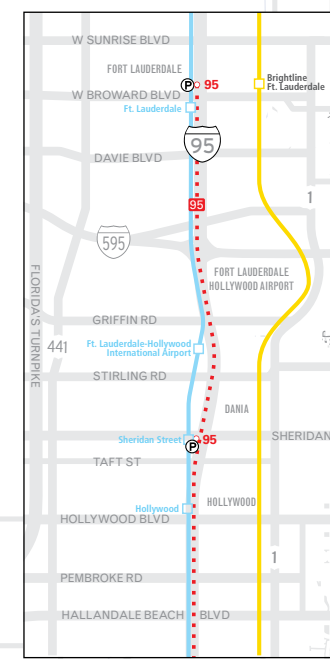 W SUNRISE BLVD
FORT LAUDERDALE
P
95
Brightline
Ft. Lauderdale
W BROWARD BLVD
Ft. Lauderdale
95
DAVIE BLVD
1
95
595
FORT LAUDERDALE
HOLLYWOOD AIRPORT
FLORIDA'S TURNPIKE
GRIFFIN RD
441
Ft. Lauderdale-Hollywood
International Airport
STIRLING RD
DANIA
Sheridan Street
P
95
SHERIDAN
TAFT ST
Hollywood
HOLLYWOOD
HOLLYWOOD BLVD
1
PEMBROKE RD
HALLANDALE BEACH BLVD